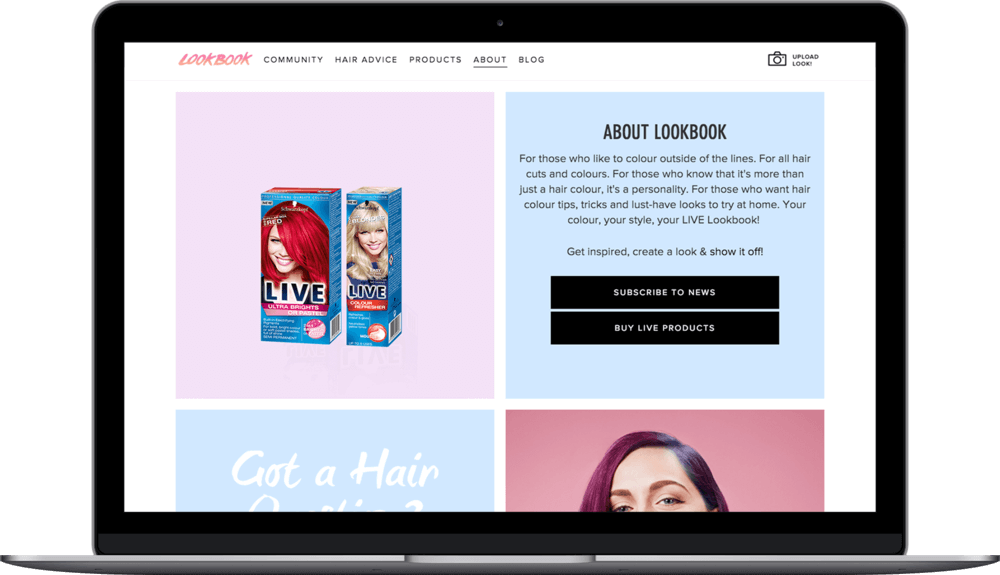 LOOKBOOK COMMUNITY HAIR ADVICE PRODUCTS ABOUT BLOG UPLOAD
LOOK!
Schwarzkopf
RED
LIVE
ULTRA BRIGHTS
OR PASTEL
SEMI-PERMANENT
LIVE
COLOUR
REFRESHER
ABOUT LOOKBOOK
For those who like to colour outside of the lines. For all hair
cuts and colours. For those who know that it's more than
just a hair colour, it's a personality. For those who want hair
colour tips, tricks and lust-have looks to try at home. Your
colour, your style, your LIVE Lookbook!
Get inspired, create a look & show it off!
SUBSCRIBE TO NEWS
BUY LIVE PRODUCTS
Got a Hair